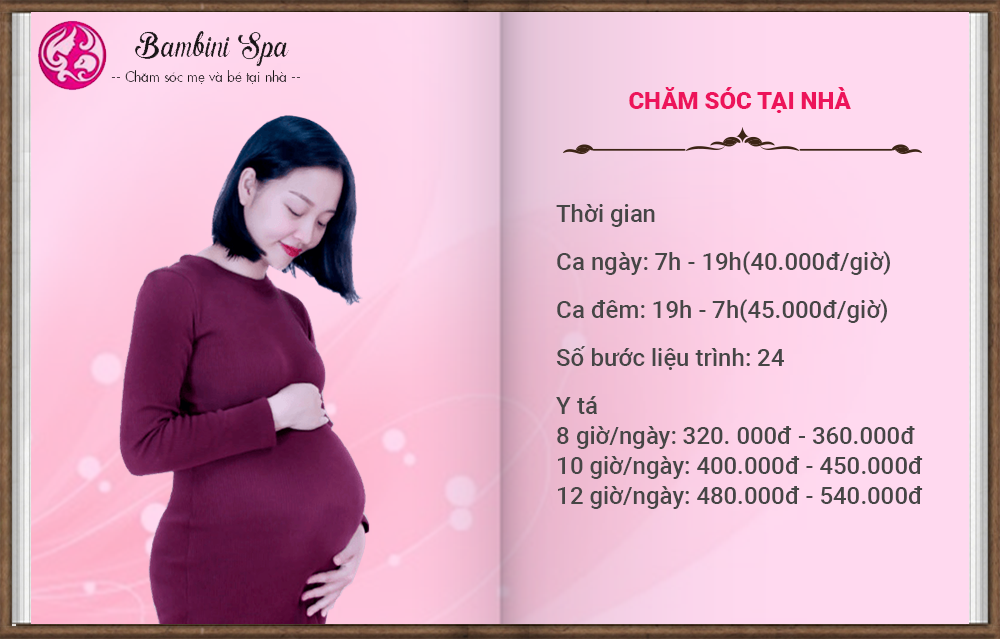 Bambini Spa
-- Chăm sóc mẹ và bé tại nhà --
CHĂM SÓC TẠI NHÀ
Thời gian
Ca ngày: 7h - 19h(40.000đ/giờ)
Ca đêm: 19h - 7h(45.000đ/giờ)
Số bước liệu trình: 24
Y tá
8 giờ/ngày: 320. 000đ - 360.000đ
10 giờ/ngày: 400.000đ - 450.000đ
12 giờ/ngày: 480.000đ - 540.000đ